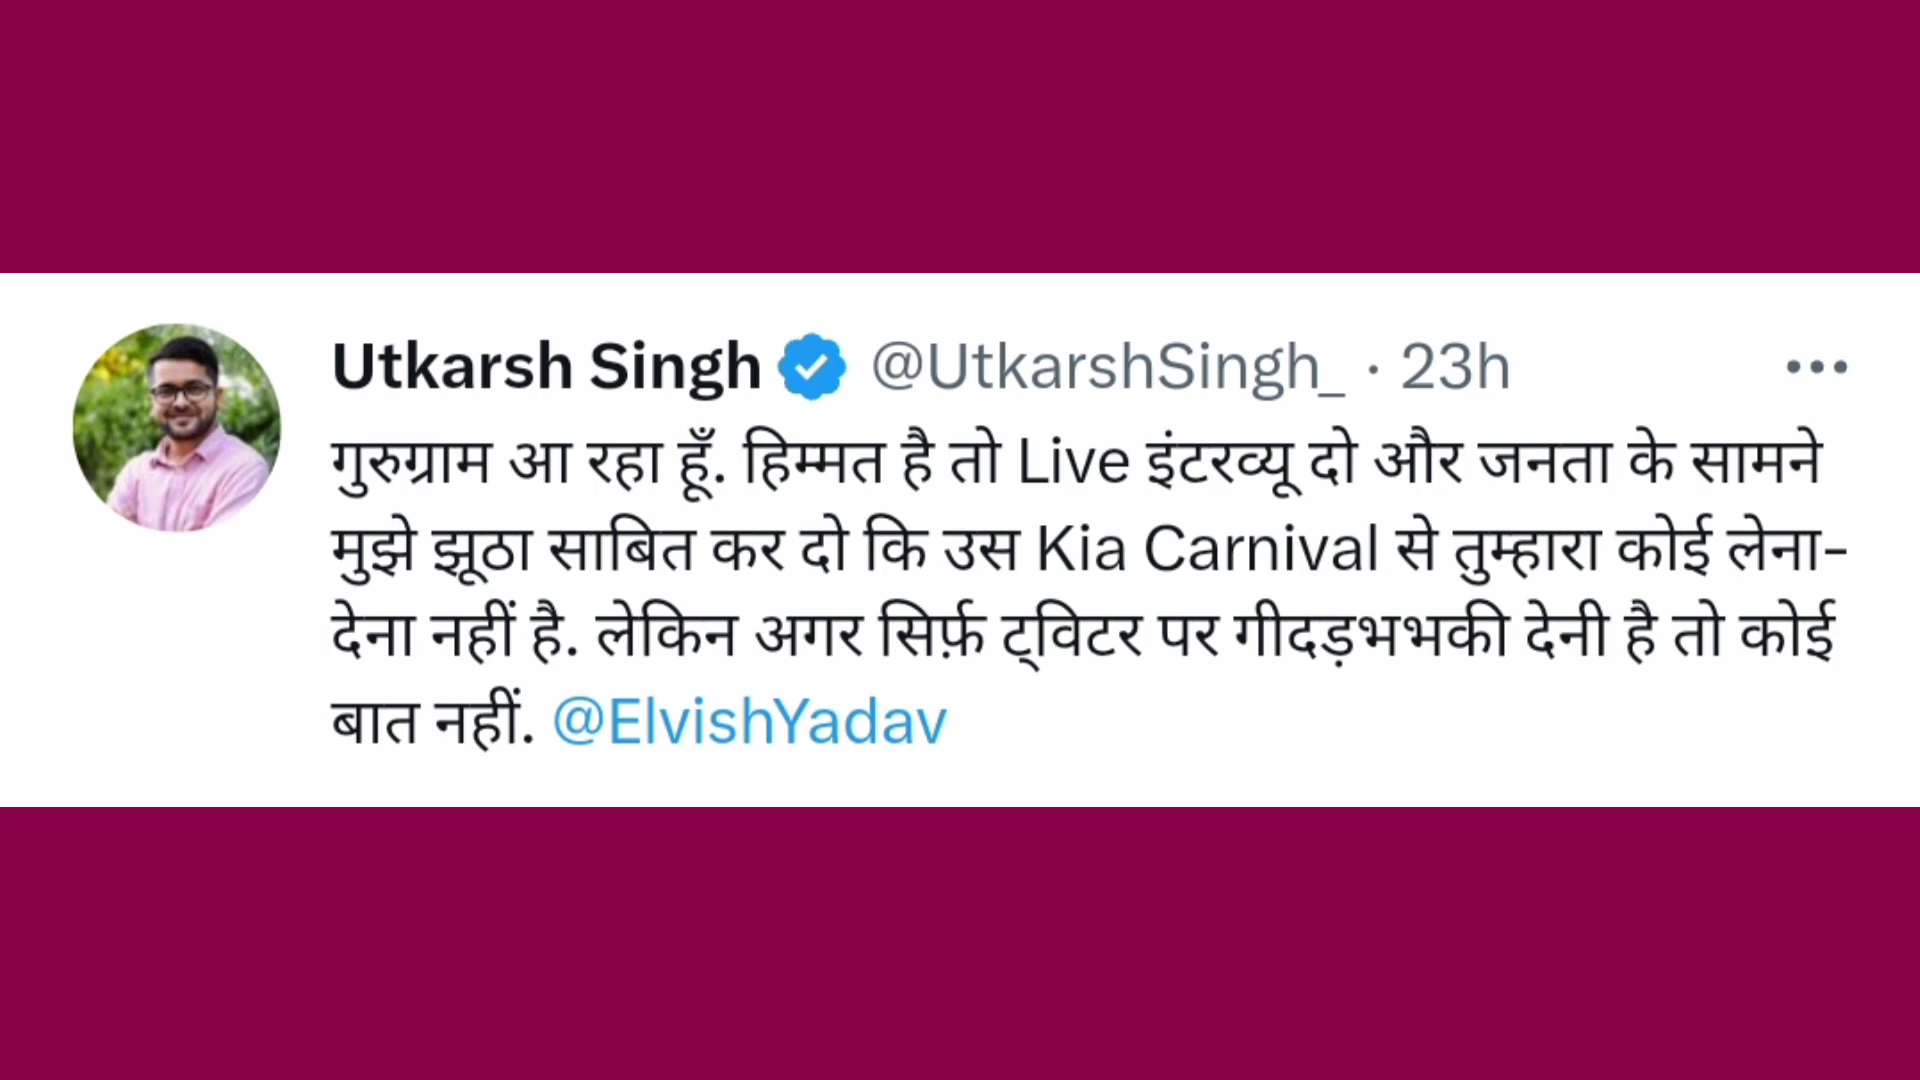 Utkarsh Singh @UtkarshSingh_ · 23h
गुरुग्राम आ रहा हूँ. हिम्मत है तो Live इंटरव्यू दो और जनता के सामने
मुझे झूठा साबित कर दो कि उस Kia Carnival से तुम्हारा कोई लेना-
देना नहीं है. लेकिन अगर सिर्फ़ ट्विटर पर गीदड़भभकी देनी है तो कोई
बात नहीं. @ElvishYadav